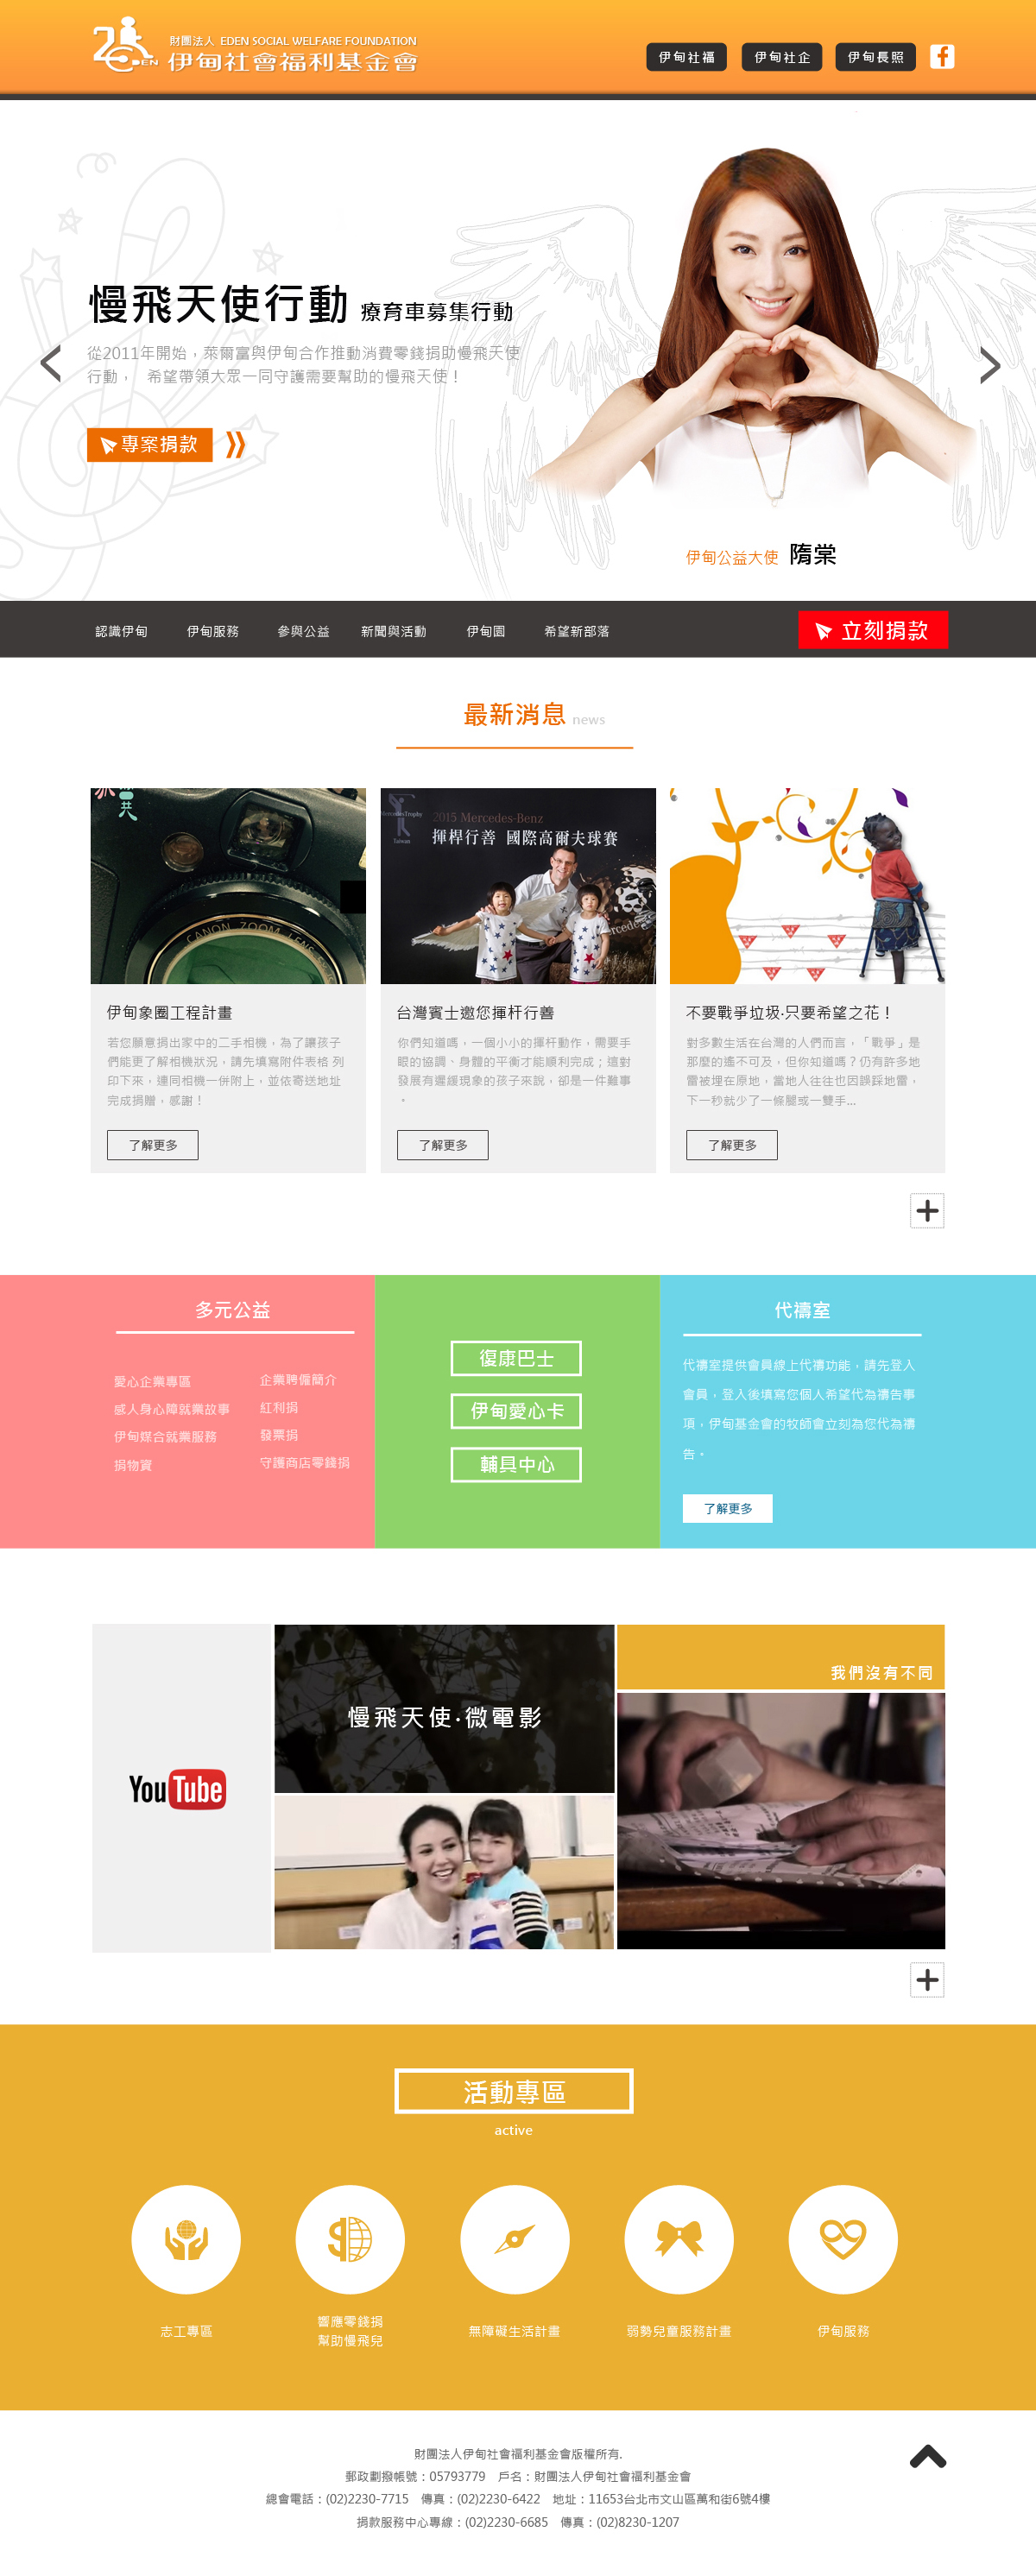 財團法人 EDEN SOCIAL WELFARE FOUNDATION
伊甸社會福利基金會
EN
伊甸社福
伊甸社企
伊甸長照
慢飛天使行動 療育車募集行動
從2011年開始，萊爾富與伊甸合作推動消費零錢捐助慢飛天使
行動， 希望帶領大眾一同守護需要幫助的慢飛天使！
專案捐款
伊甸公益大使 隋棠
認識伊甸
伊甸服務
參與公益
新聞與活動
伊甸園
希望新部落
立刻捐款
最新消息 news
CANON ZOOM LENS
MercedesTrophy
Taiwan
2015 Mercedes-Benz
揮桿行善 國際高爾夫球賽
伊甸象圈工程計畫
若您願意捐出家中的二手相機，為了讓孩子
們能更了解相機狀況，請先填寫附件表格 列
印下來，連同相機一併附上，並依寄送地址
完成捐贈，感謝！
了解更多
台灣賓士邀您揮杆行善
你們知道嗎，一個小小的揮杆動作，需要手
眼的協調、身體的平衡才能順利完成；這對
發展有遲緩現象的孩子來說，卻是一件難事
。
了解更多
不要戰爭垃圾‧只要希望之花！
對多數生活在台灣的人們而言，「戰爭」是
那麼的遙不可及，但你知道嗎？仍有許多地
雷被埋在原地，當地人往往也因誤踩地雷，
下一秒就少了一條腿或一雙手...
了解更多
多元公益
愛心企業專區
感人身心障就業故事
伊甸媒合就業服務
捐物資
企業聘僱簡介
紅利捐
發票捐
守護商店零錢捐
復康巴士
伊甸愛心卡
輔具中心
代禱室
代禱室提供會員線上代禱功能，請先登入
會員，登入後填寫您個人希望代為禱告事
項，伊甸基金會的牧師會立刻為您代為禱
告。
了解更多
YouTube
慢飛天使‧微電影
我們沒有不同
活動專區
active
志工專區
響應零錢捐
幫助慢飛兒
無障礙生活計畫
弱勢兒童服務計畫
伊甸服務
財團法人伊甸社會福利基金會版權所有.
郵政劃撥帳號：05793779 戶名：財團法人伊甸社會福利基金會
總會電話：(02)2230-7715 傳真：(02)2230-6422 地址：11653台北市文山區萬和街6號4樓
捐款服務中心專線：(02)2230-6685 傳真：(02)8230-1207